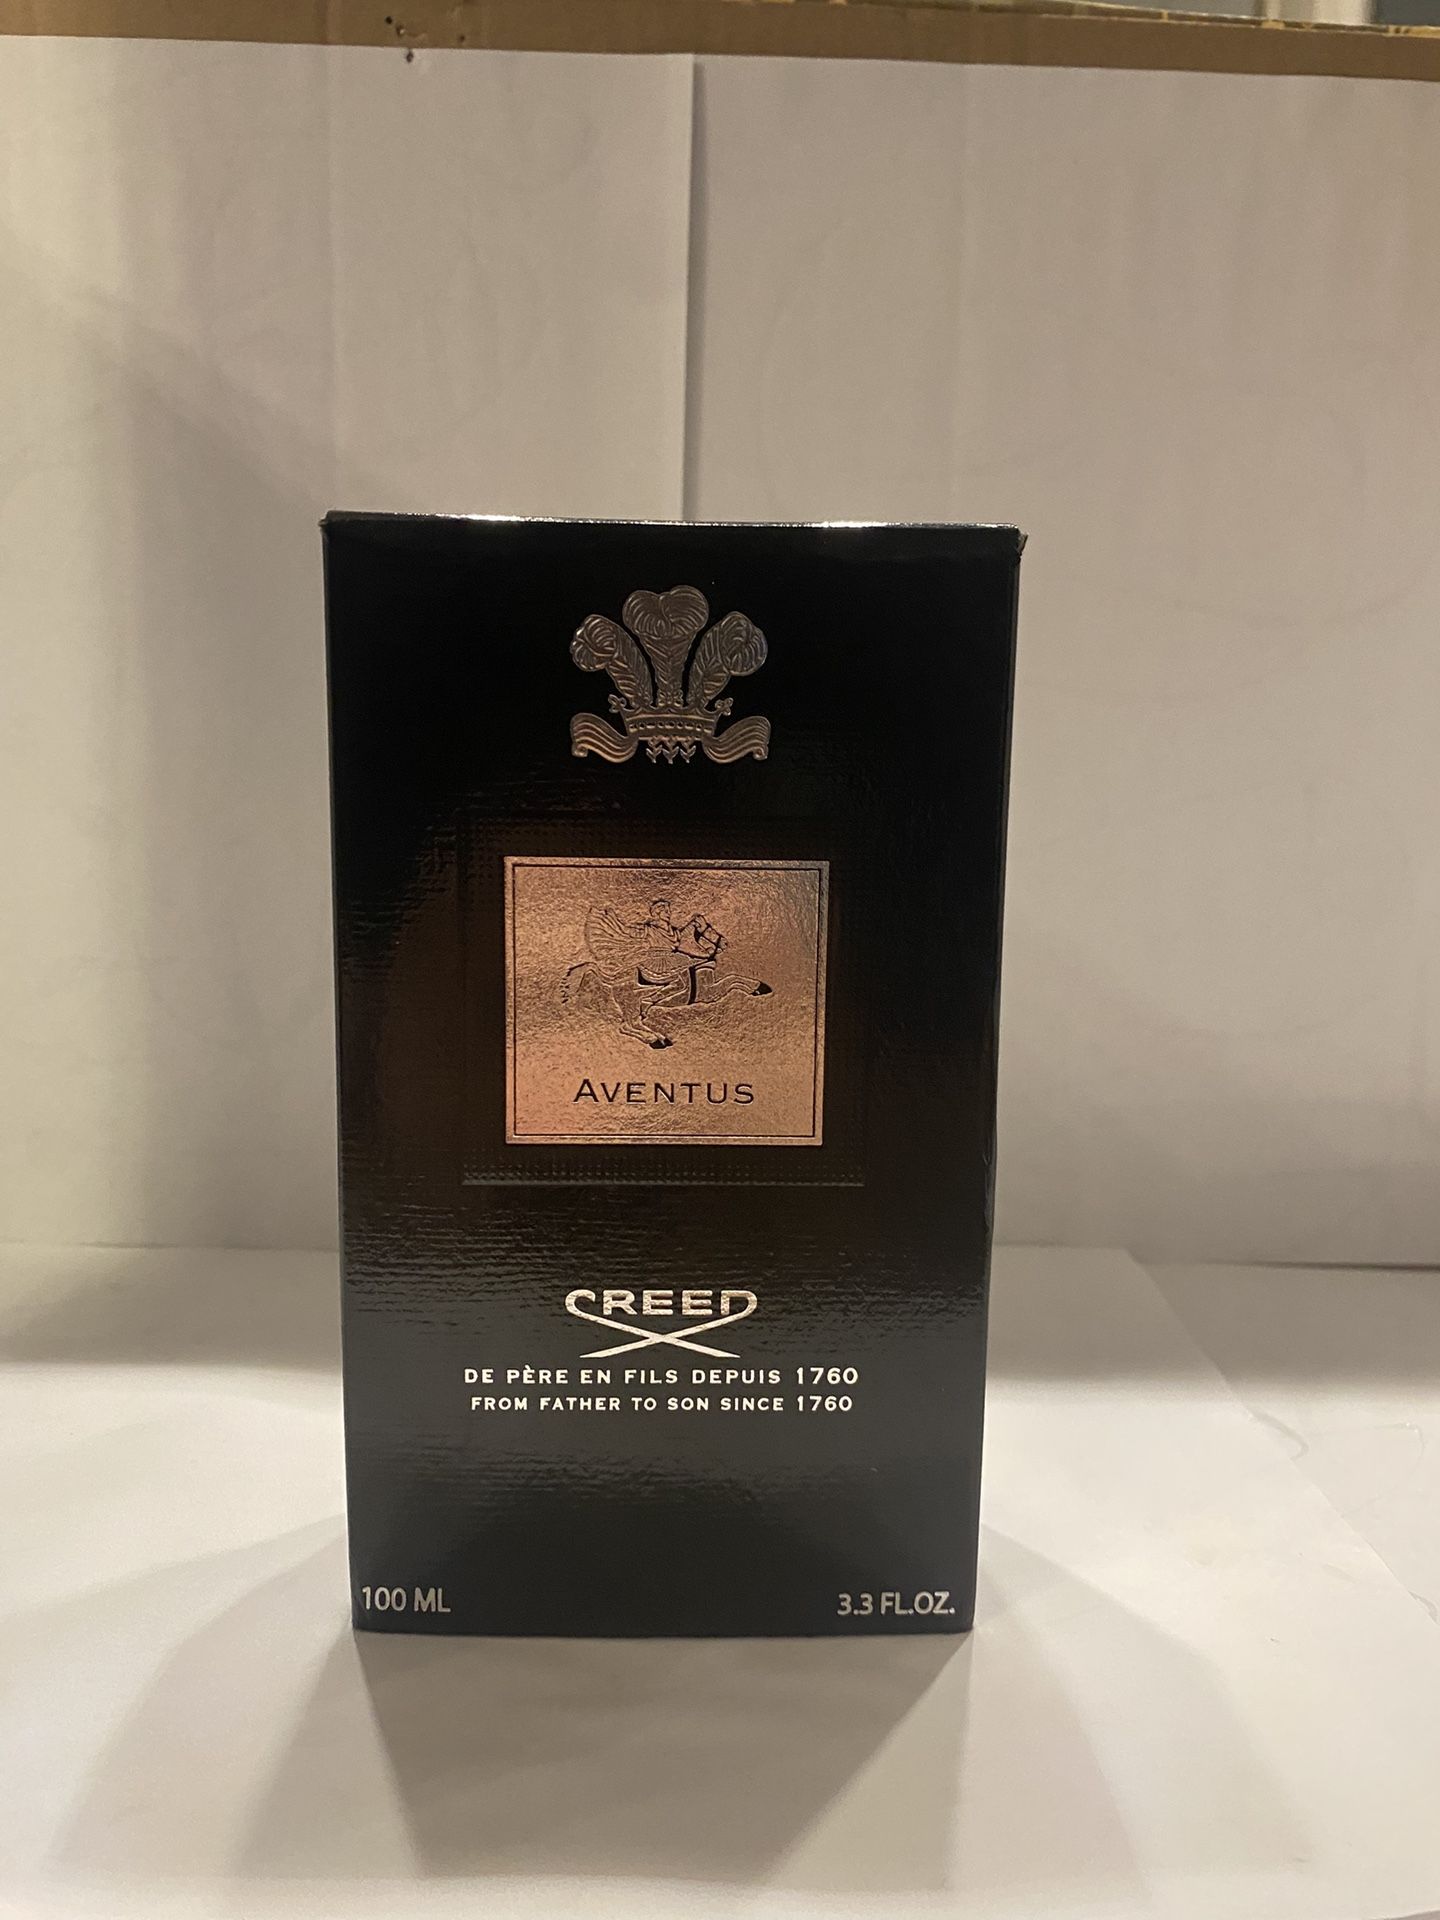 AVENTUS
CREED
DE PÈRE EN FILS DEPUIS 1760
FROM FATHER TO SON SINCE 1760
100 ML
3.3 FL.OZ.